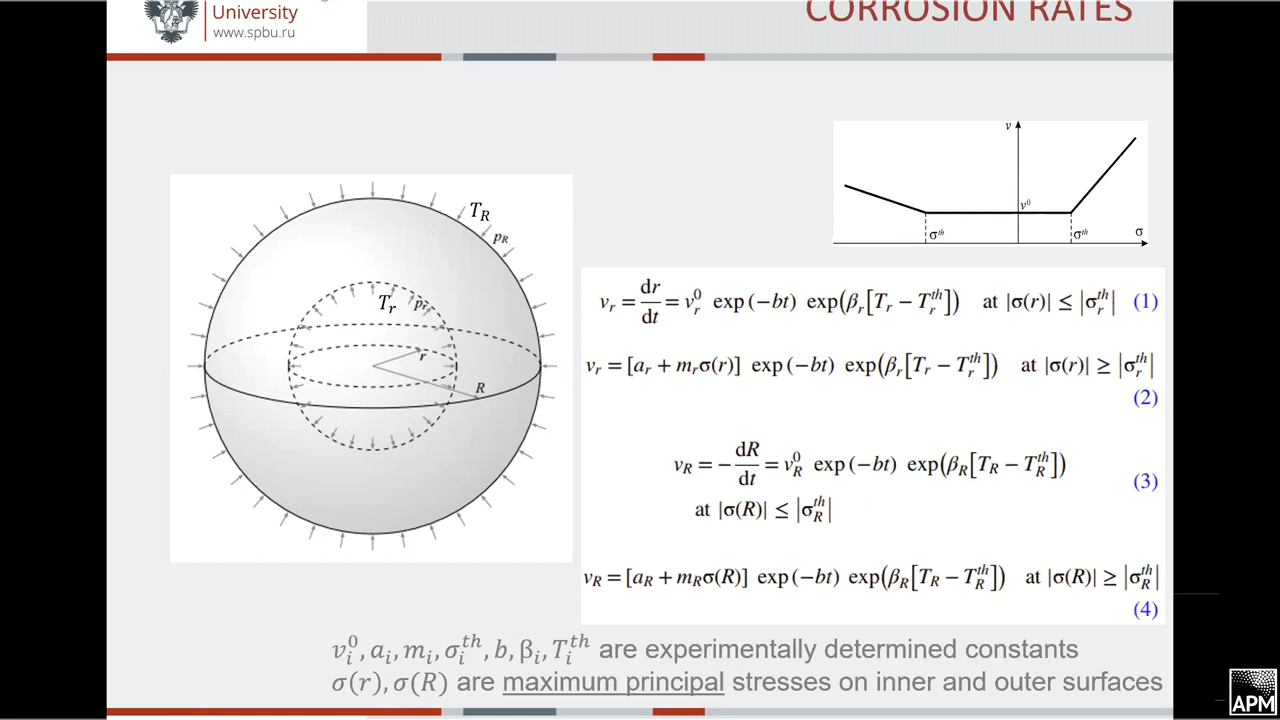 University
www.spbu.ru
CORROSION RATES
v
v⁰
σᵗʰ
σᵗʰ
σ
T_R
p_R
T_r
p_r
r
R
v_r = dr/dt = v_r^0 exp(−bt) exp(β_r[T_r − T_r^th]) at |σ(r)| ≤ |σ_r^th| (1)
v_r = [a_r + m_rσ(r)] exp(−bt) exp(β_r[T_r − T_r^th]) at |σ(r)| ≥ |σ_r^th|
(2)
v_R = −dR/dt = v_R^0 exp(−bt) exp(β_R[T_R − T_R^th])
(3)
at |σ(R)| ≤ |σ_R^th|
v_R = [a_R + m_Rσ(R)] exp(−bt) exp(β_R[T_R − T_R^th]) at |σ(R)| ≥ |σ_R^th|
(4)
v_i^0, a_i, m_i, σ_i^th, b, β_i, T_i^th are experimentally determined constants
σ(r), σ(R) are maximum principal stresses on inner and outer surfaces
APM